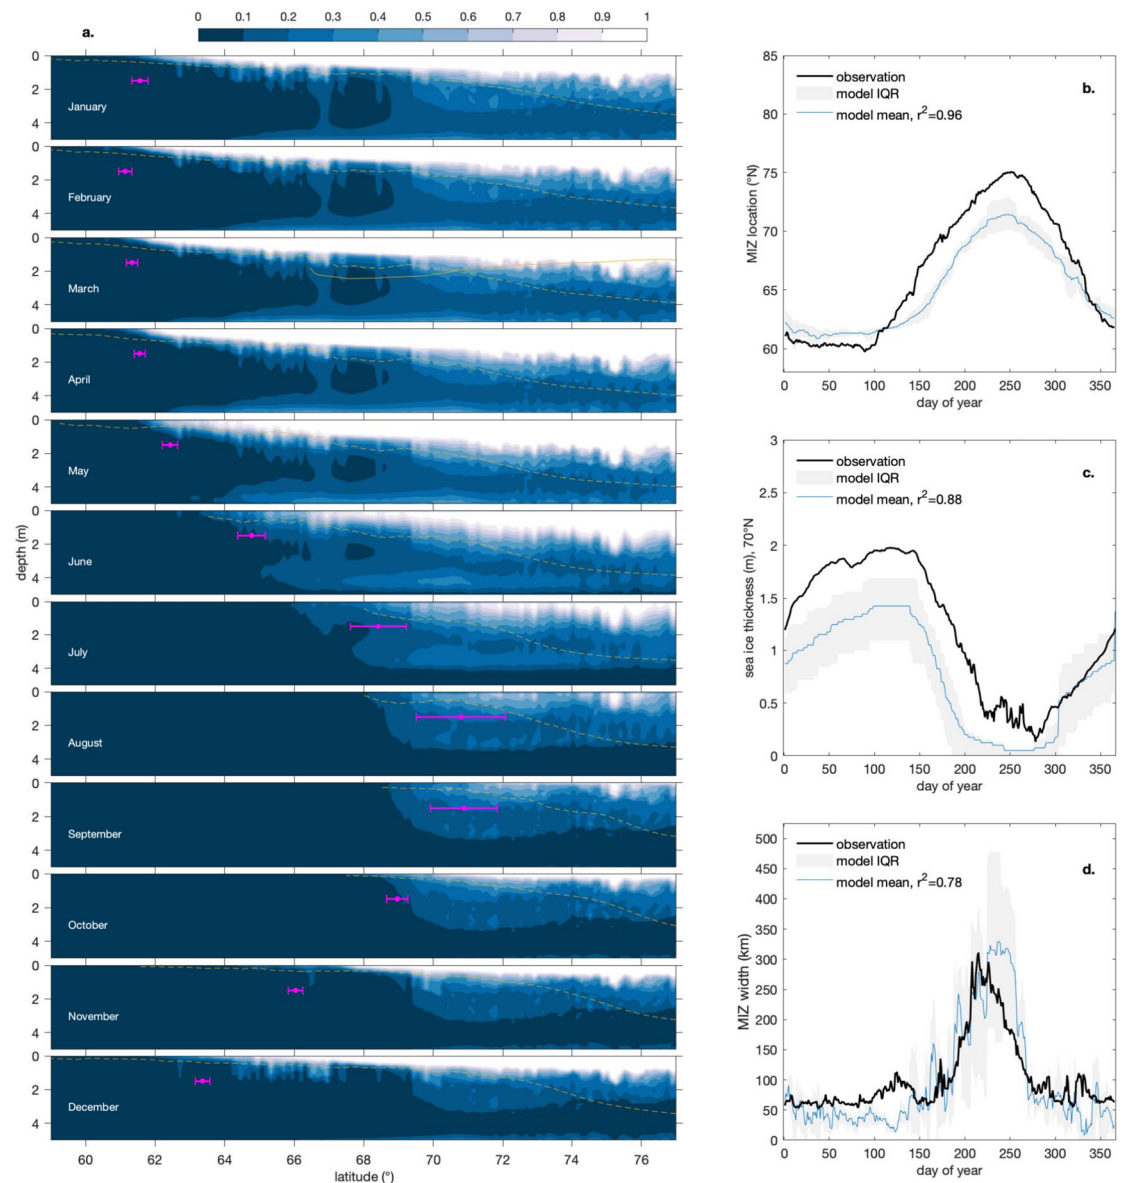 a.
0 0.1 0.2 0.3 0.4 0.5 0.6 0.7 0.8 0.9 1
0
2
4
January
0
2
4
February
0
2
4
March
0
2
4
April
0
2
4
May
0
2
4
June
0
2
4
July
0
2
4
August
0
2
4
September
0
2
4
October
0
2
4
November
0
2
4
December
depth (m)
60 62 64 66 68 70 72 74 76
latitude (°)
b.
observation
model IQR
model mean, r²=0.96
85
80
75
70
65
60
MIZ location (°N)
0 50 100 150 200 250 300 350
day of year
c.
observation
model IQR
model mean, r²=0.88
3
2.5
2
1.5
1
0.5
0
sea ice thickness (m), 70°N
0 50 100 150 200 250 300 350
day of year
d.
observation
model IQR
model mean, r²=0.78
500
450
400
350
300
250
200
150
100
50
0
MIZ width (km)
0 50 100 150 200 250 300 350
day of year